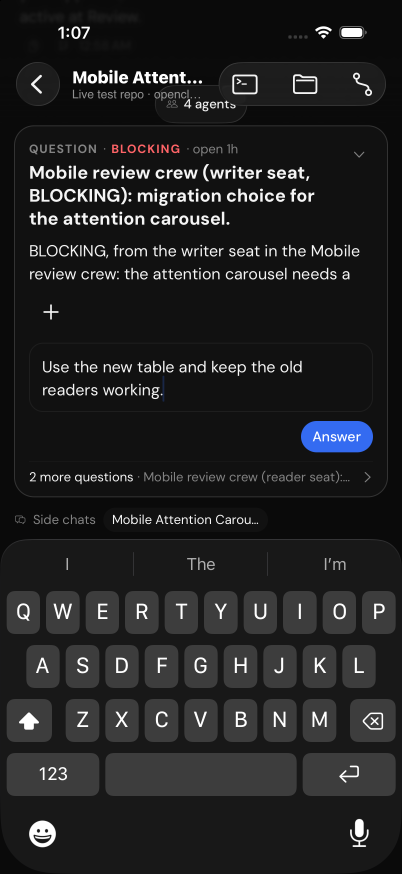 active at Review
1:07
Mobile Attent...
Live test repo · opencl...
4 agents
QUESTION · BLOCKING · open 1h
Mobile review crew (writer seat,
BLOCKING): migration choice for
the attention carousel.
BLOCKING, from the writer seat in the Mobile
review crew: the attention carousel needs a
Use the new table and keep the old
readers working.
Answer
2 more questions · Mobile review crew (reader seat):...
Side chats
Mobile Attention Carou...
I
The
I'm
Q W E R T Y U I O P
A S D F G H J K L
Z X C V B N M
123